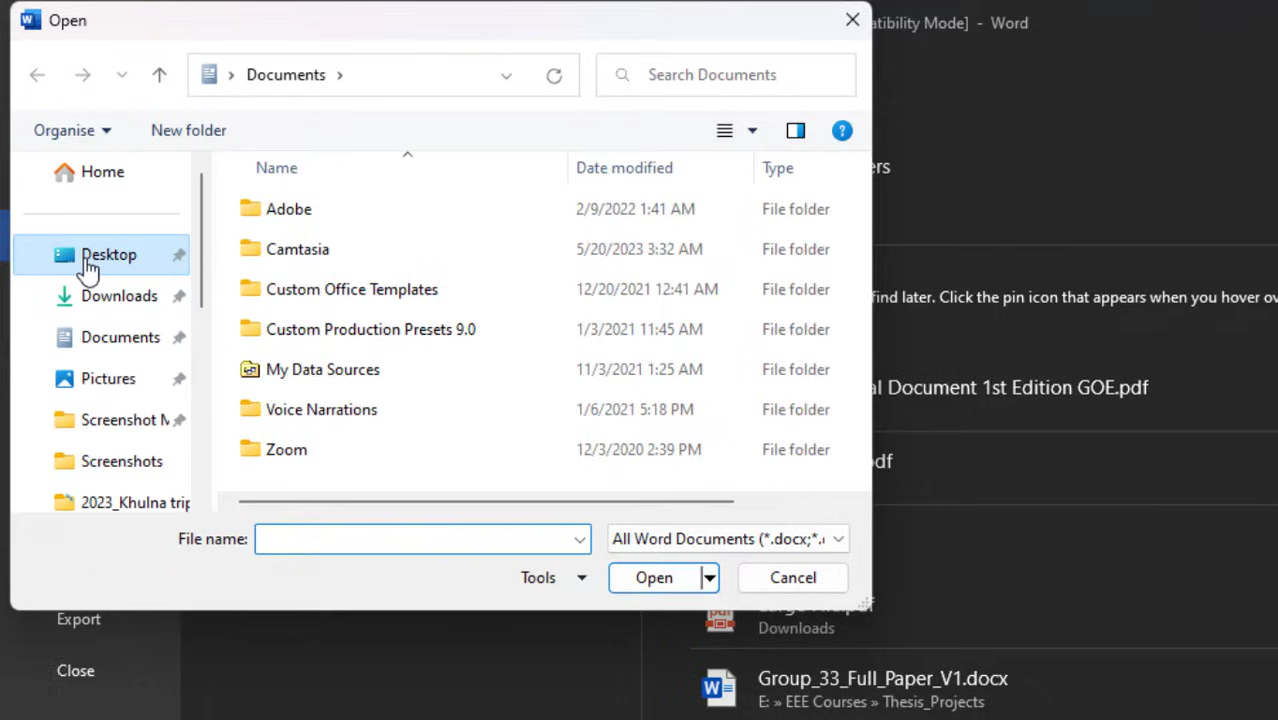 Open
atibility Mode] - Word
Documents
Search Documents
Organise
New folder
Home
Desktop
Downloads
Documents
Pictures
Screenshot M
Screenshots
2023_Khulna trip
Name Date modified Type
Adobe 2/9/2022 1:41 AM File folder
Camtasia 5/20/2023 3:32 AM File folder
Custom Office Templates 12/20/2021 12:41 AM File folder
Custom Production Presets 9.0 1/3/2021 11:45 AM File folder
My Data Sources 11/3/2021 1:25 AM File folder
Voice Narrations 1/6/2021 5:18 PM File folder
Zoom 12/3/2020 2:39 PM File folder
File name:
All Word Documents (*.docx;*.
Tools
Open
Cancel
ers
find later. Click the pin icon that appears when you hover ov
al Document 1st Edition GOE.pdf
pdf
Downloads
Group_33_Full_Paper_V1.docx
E: » EEE Courses » Thesis_Projects
Export
Close